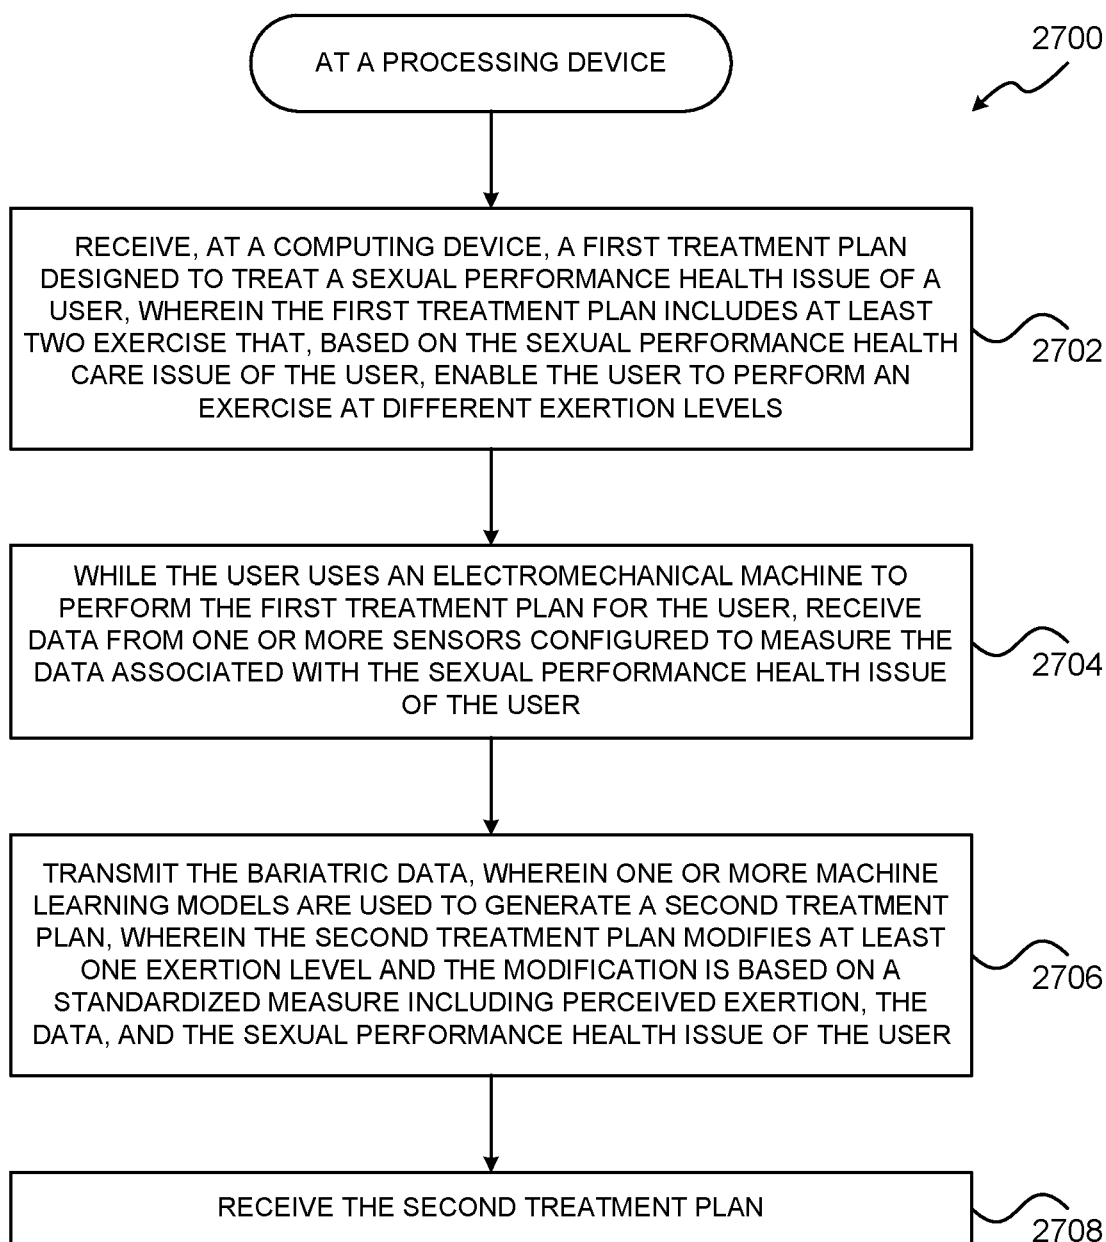 AT A PROCESSING DEVICE
2700
RECEIVE, AT A COMPUTING DEVICE, A FIRST TREATMENT PLAN
DESIGNED TO TREAT A SEXUAL PERFORMANCE HEALTH ISSUE OF A
USER, WHEREIN THE FIRST TREATMENT PLAN INCLUDES AT LEAST
TWO EXERCISE THAT, BASED ON THE SEXUAL PERFORMANCE HEALTH
CARE ISSUE OF THE USER, ENABLE THE USER TO PERFORM AN
EXERCISE AT DIFFERENT EXERTION LEVELS
2702
WHILE THE USER USES AN ELECTROMECHANICAL MACHINE TO
PERFORM THE FIRST TREATMENT PLAN FOR THE USER, RECEIVE
DATA FROM ONE OR MORE SENSORS CONFIGURED TO MEASURE THE
DATA ASSOCIATED WITH THE SEXUAL PERFORMANCE HEALTH ISSUE
OF THE USER
2704
TRANSMIT THE BARIATRIC DATA, WHEREIN ONE OR MORE MACHINE
LEARNING MODELS ARE USED TO GENERATE A SECOND TREATMENT
PLAN, WHEREIN THE SECOND TREATMENT PLAN MODIFIES AT LEAST
ONE EXERTION LEVEL AND THE MODIFICATION IS BASED ON A
STANDARDIZED MEASURE INCLUDING PERCEIVED EXERTION, THE
DATA, AND THE SEXUAL PERFORMANCE HEALTH ISSUE OF THE USER
2706
RECEIVE THE SECOND TREATMENT PLAN
2708